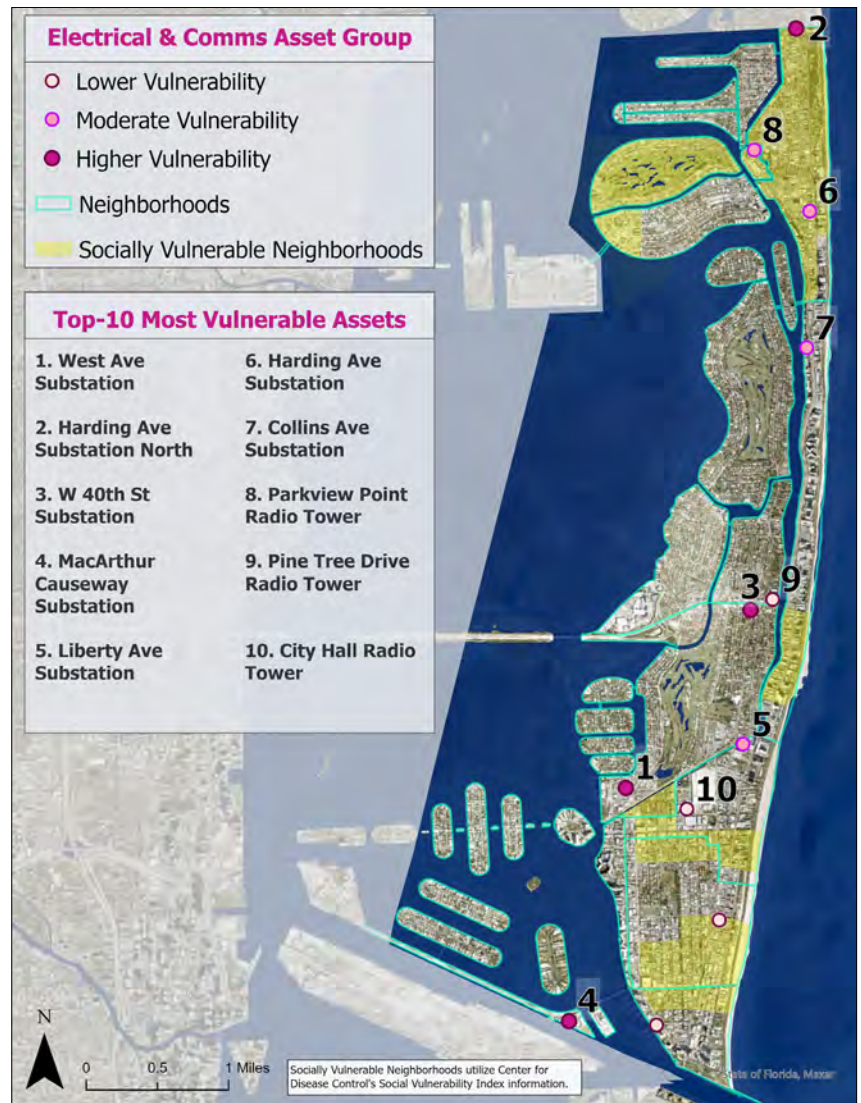 Electrical & Comms Asset Group
Lower Vulnerability
Moderate Vulnerability
Higher Vulnerability
Neighborhoods
Socially Vulnerable Neighborhoods
Top-10 Most Vulnerable Assets
1. West Ave
Substation
2. Harding Ave
Substation North
3. W 40th St
Substation
4. MacArthur
Causeway
Substation
5. Liberty Ave
Substation
6. Harding Ave
Substation
7. Collins Ave
Substation
8. Parkview Point
Radio Tower
9. Pine Tree Drive
Radio Tower
10. City Hall Radio
Tower
2
8
6
7
9
3
5
1
10
4
N
0 0.5 1 Miles
Socially Vulnerable Neighborhoods utilize Center for
Disease Control's Social Vulnerability Index information.
of Florida, Maxar